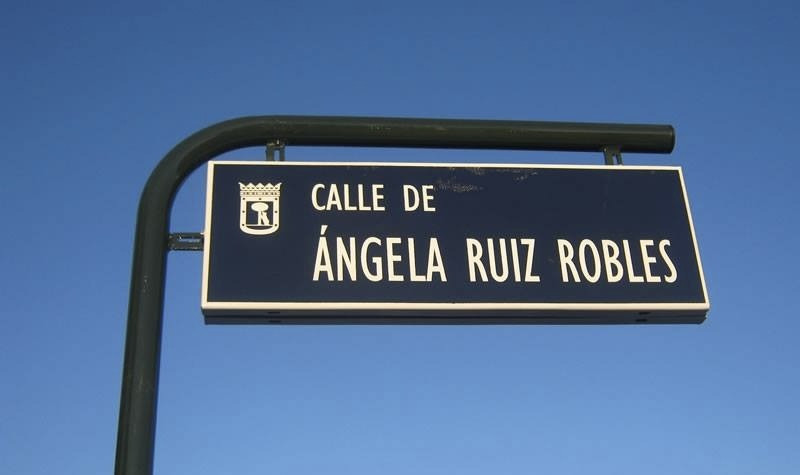 CALLE DE
ÁNGELA RUIZ ROBLES